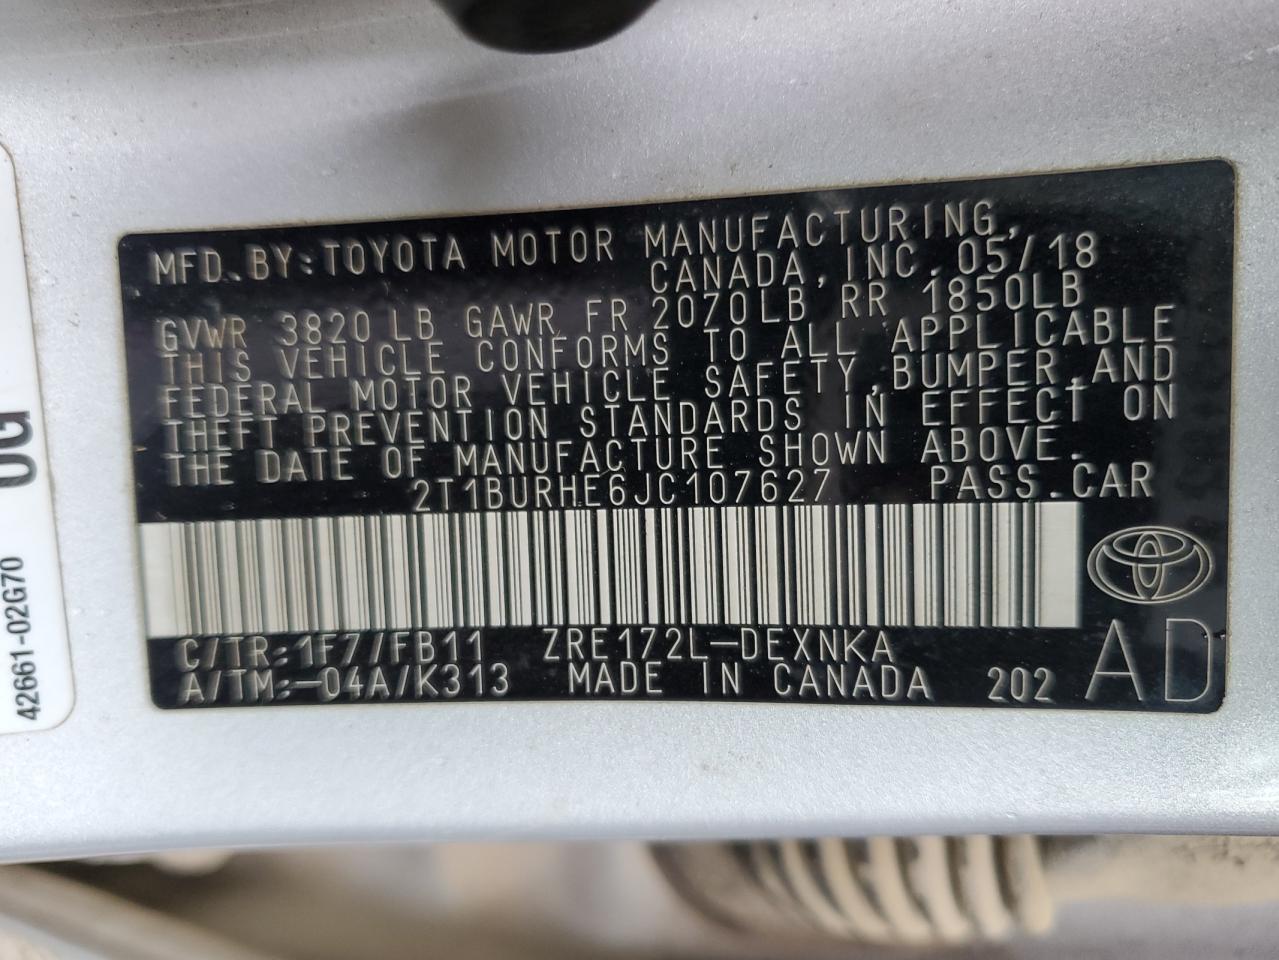 MFD.BY:TOYOTA MOTOR MANUFACTURING,
CANADA,INC.05/18
GVWR 3820LB GAWR FR 2070LB RR 1850LB
THIS VEHICLE CONFORMS TO ALL APPLICABLE
FEDERAL MOTOR VEHICLE SAFETY,BUMPER,AND
THEFT PREVENTION STANDARDS IN EFFECT ON
THE DATE OF MANUFACTURE SHOWN ABOVE.
2T1BURHE6JC107627 PASS.CAR
C/TR:1F7/FB11 ZRE172L-DEXNKA
A/TM:-04A/K313 MADE IN CANADA 202
AD
42661-02G70